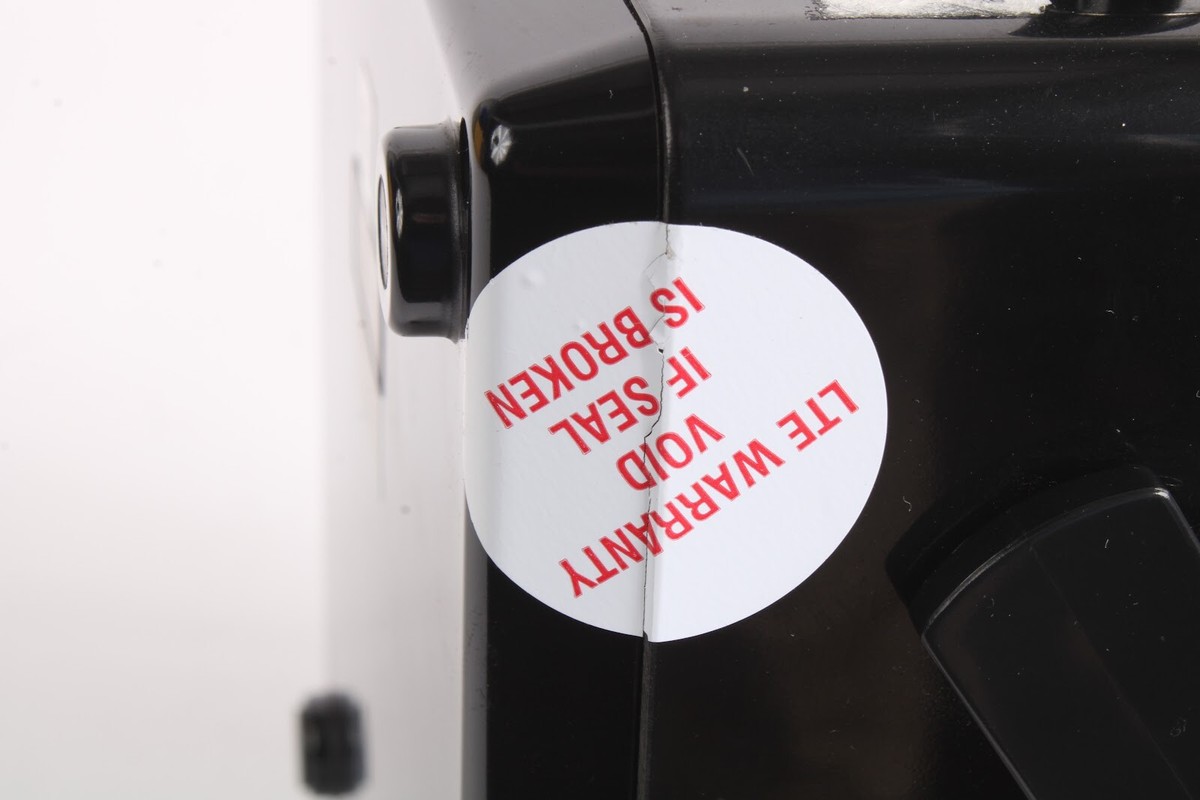 LTE WARRANTY
VOID
IF SEAL
IS BROKEN